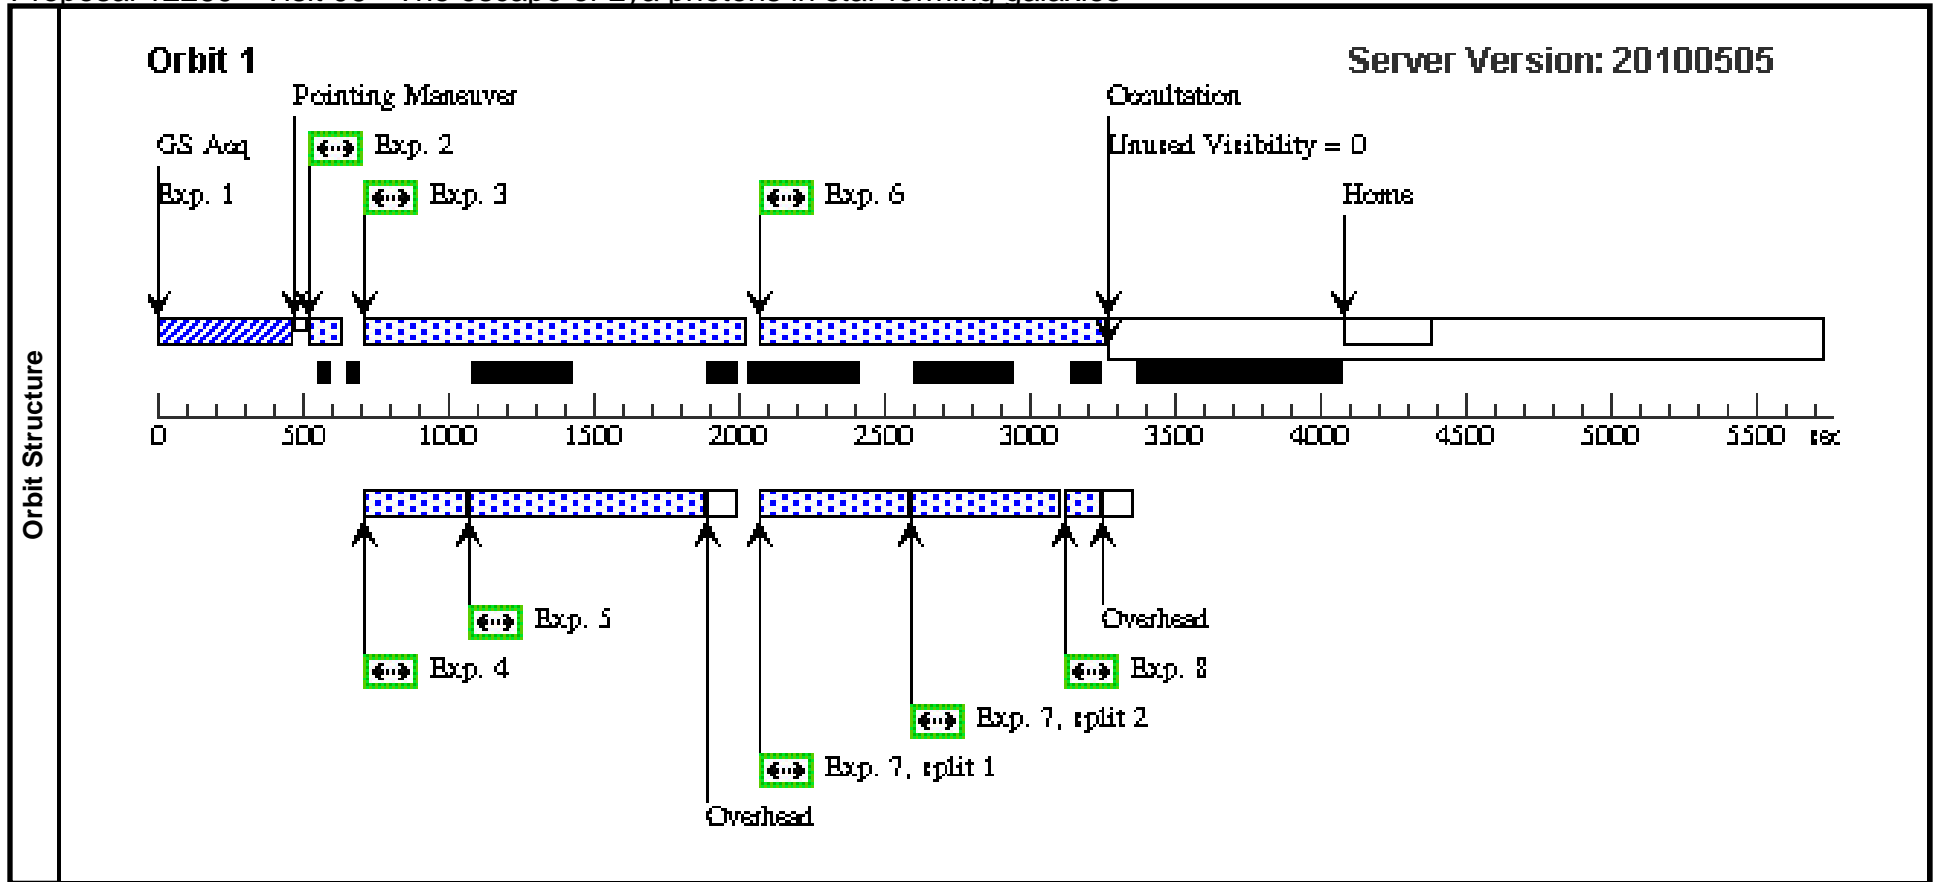 Orbit Structure
Orbit 1
Server Version: 20100505
Pointing Maneuver
Occultation
GS Acq
Exp. 2
Unused Visibility = 0
Exp. 1
Exp. 3
Exp. 6
Home
0 500 1000 1500 2000 2500 3000 3500 4000 4500 5000 5500 sec
Exp. 5
Overhead
Exp. 4
Exp. 8
Exp. 7, split 2
Exp. 7, split 1
Overhead